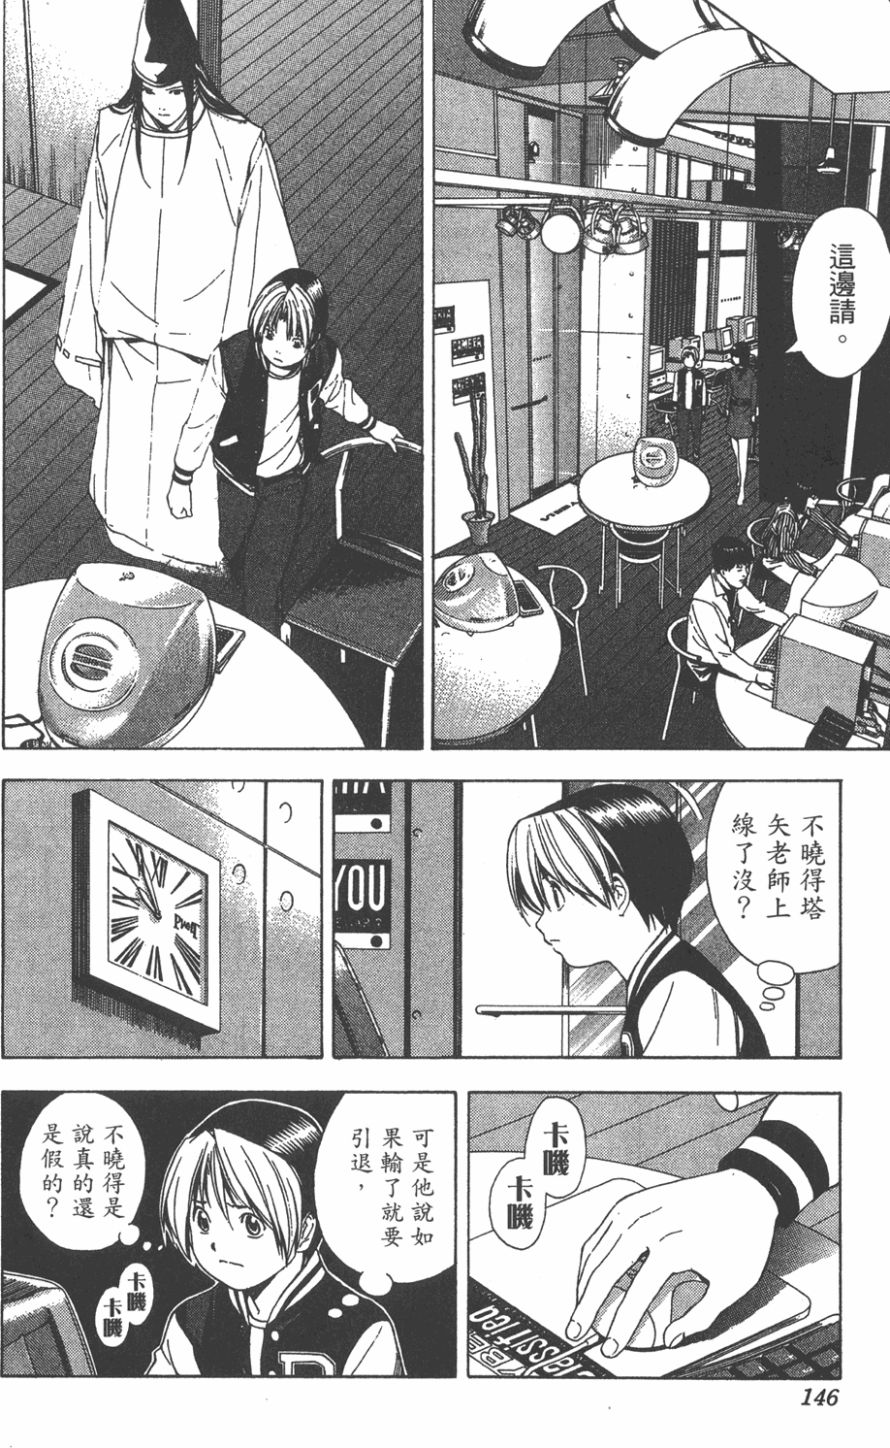 這邊請。
不曉得塔
矢老師上
線了沒？
YOU
卡嘰
卡嘰
可是他說如
果輸了就要
引退，
不曉得是
說真的還
是假的？
卡嘰
卡嘰
146